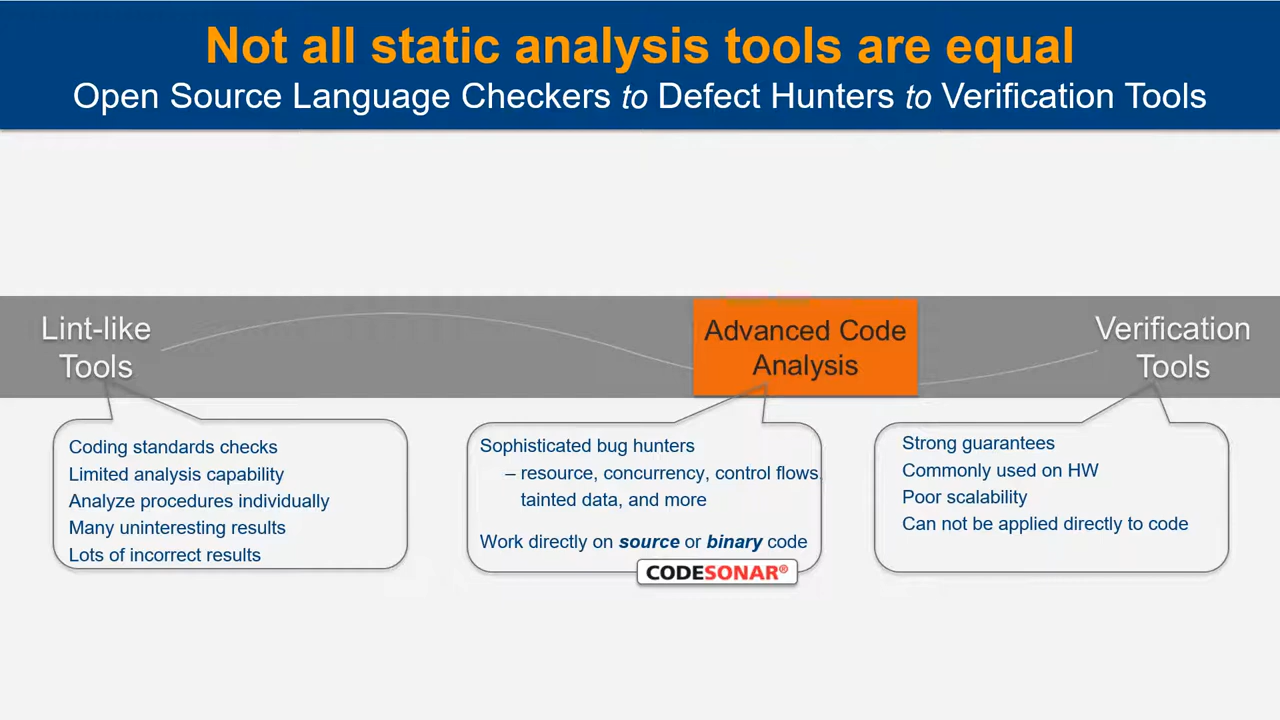 Not all static analysis tools are equal
Open Source Language Checkers to Defect Hunters to Verification Tools
Lint-like
Tools
Advanced Code
Analysis
Verification
Tools
Coding standards checks
Limited analysis capability
Analyze procedures individually
Many uninteresting results
Lots of incorrect results
Sophisticated bug hunters
– resource, concurrency, control flows,
tainted data, and more
Work directly on source or binary code
CODESONAR®
Strong guarantees
Commonly used on HW
Poor scalability
Can not be applied directly to code